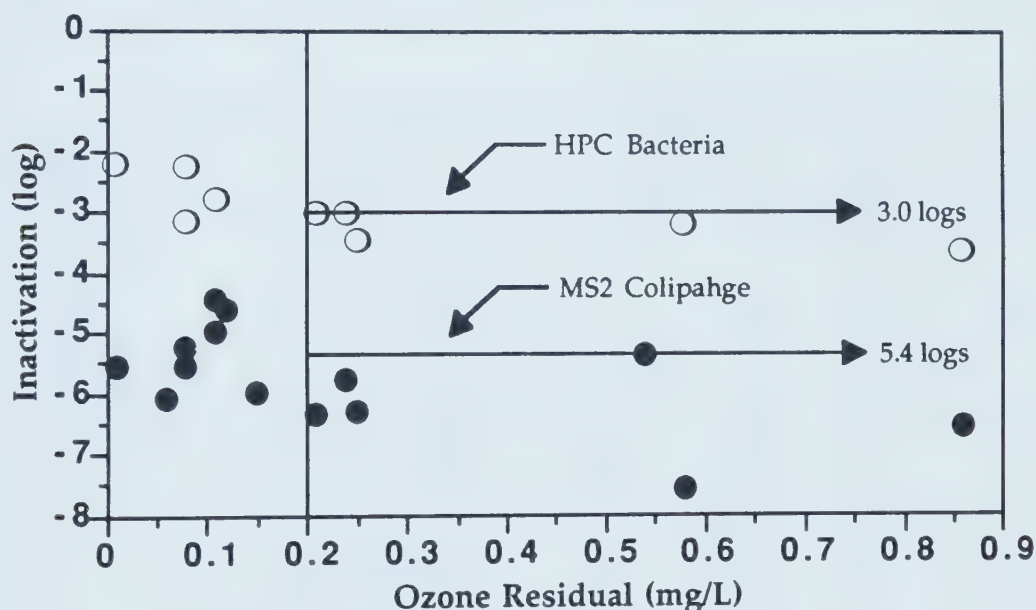 0
-1
-2
-3
-4
-5
-6
-7
-8
Inactivation (log)
HPC Bacteria
3.0 logs
MS2 Colipahge
5.4 logs
0 0.1 0.2 0.3 0.4 0.5 0.6 0.7 0.8 0.9
Ozone Residual (mg/L)